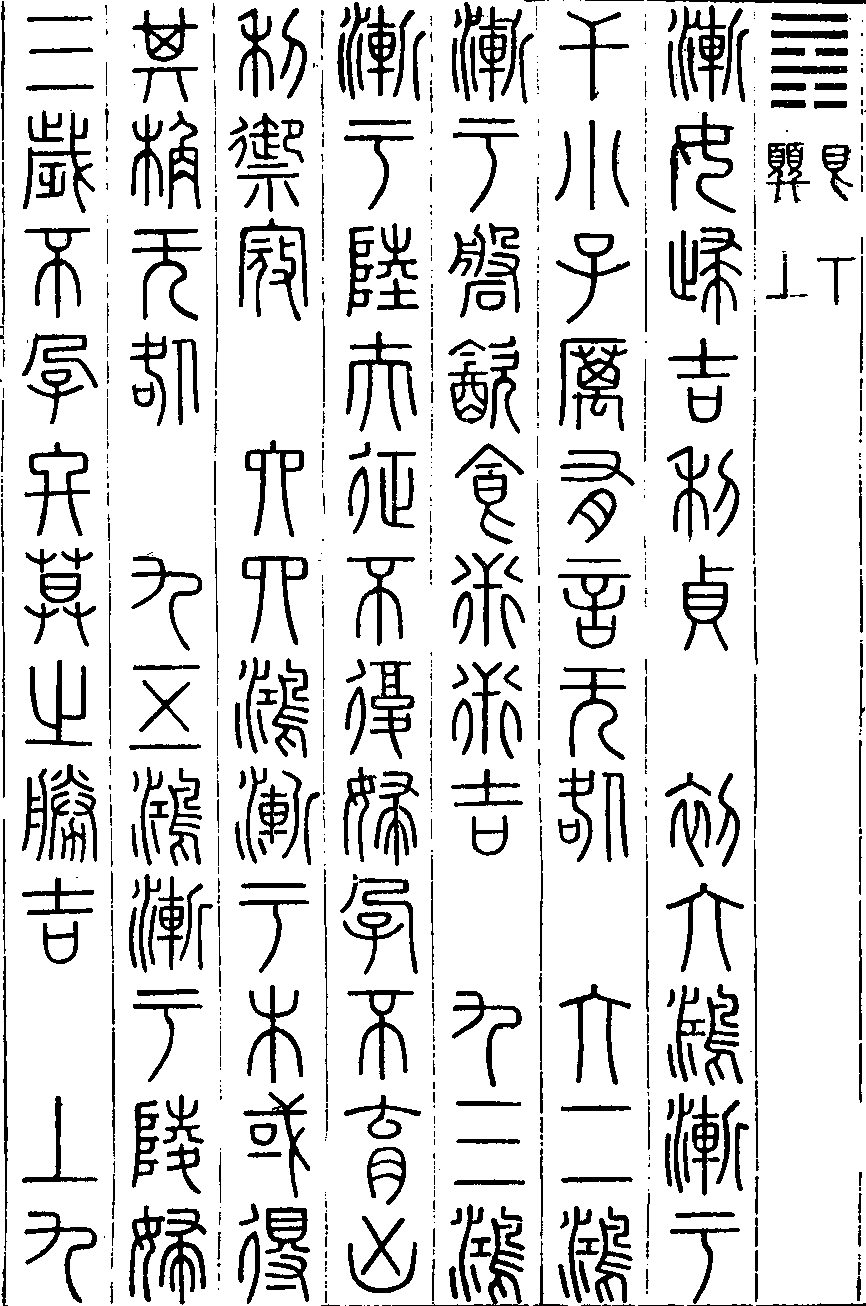 ䷴ 艮下
顨上
漸女歸吉利貞 初六鴻漸于
干小子厲有言无咎 六二鴻
漸于磐飲食衎衎吉 九三鴻
漸于陸夫征不復婦孕不育凶
利禦寇 六四鴻漸于木或得
其桷无咎 九五鴻漸于陵婦
三歲不孕終莫之勝吉 上九